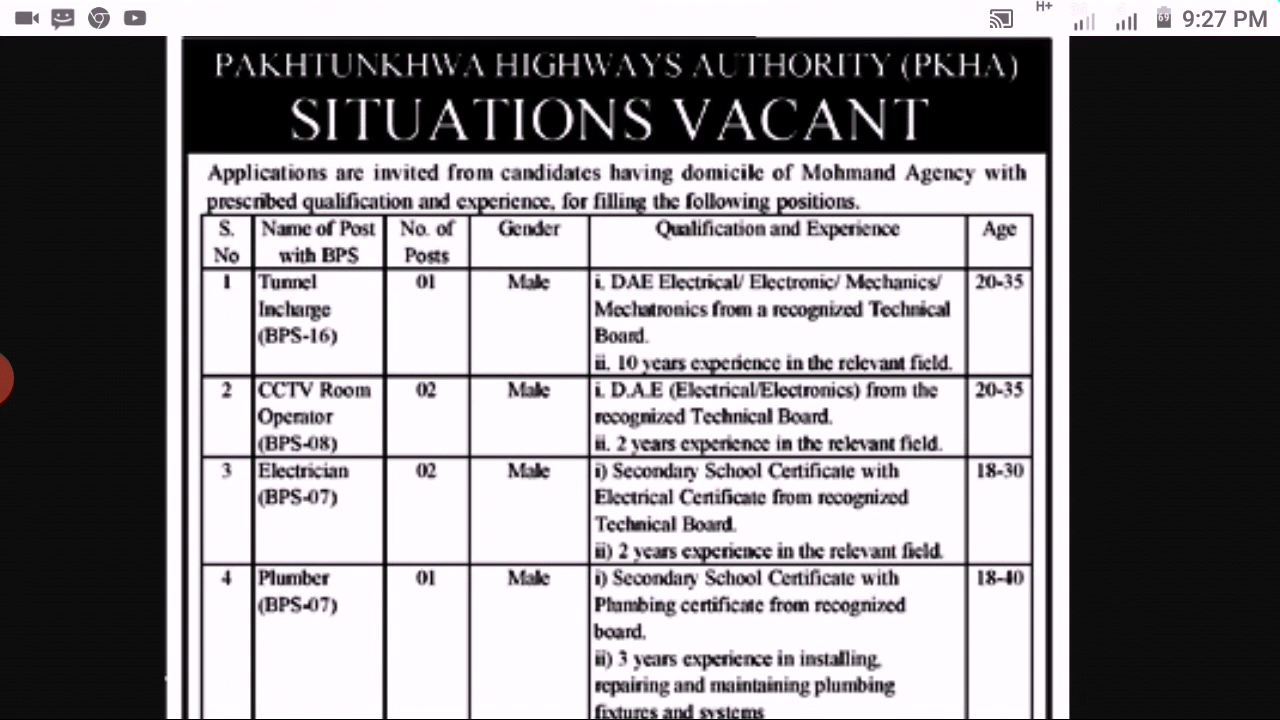 H+
69
9:27 PM
PAKHTUNKHWA HIGHWAYS AUTHORITY (PKHA)
SITUATIONS VACANT
Applications are invited from candidates having domicile of Mohmand Agency with
prescribed qualification and experience, for filling the following positions.
S. No
Name of Post with BPS
No. of Posts
Gender
Qualification and Experience
Age
1
Tunnel
Incharge
(BPS-16)
01
Male
i. DAE Electrical/ Electronic/ Mechanics/
Mechatronics from a recognized Technical
Board.
ii. 10 years experience in the relevant field.
20-35
2
CCTV Room
Operator
(BPS-08)
02
Male
i. D.A.E (Electrical/Electronics) from the
recognized Technical Board.
ii. 2 years experience in the relevant field.
20-35
3
Electrician
(BPS-07)
02
Male
i) Secondary School Certificate with
Electrical Certificate from recognized
Technical Board.
ii) 2 years experience in the relevant field.
18-30
4
Plumber
(BPS-07)
01
Male
i) Secondary School Certificate with
Plumbing certificate from recognized
board.
ii) 3 years experience in installing,
repairing and maintaining plumbing
fixtures and systems
18-40